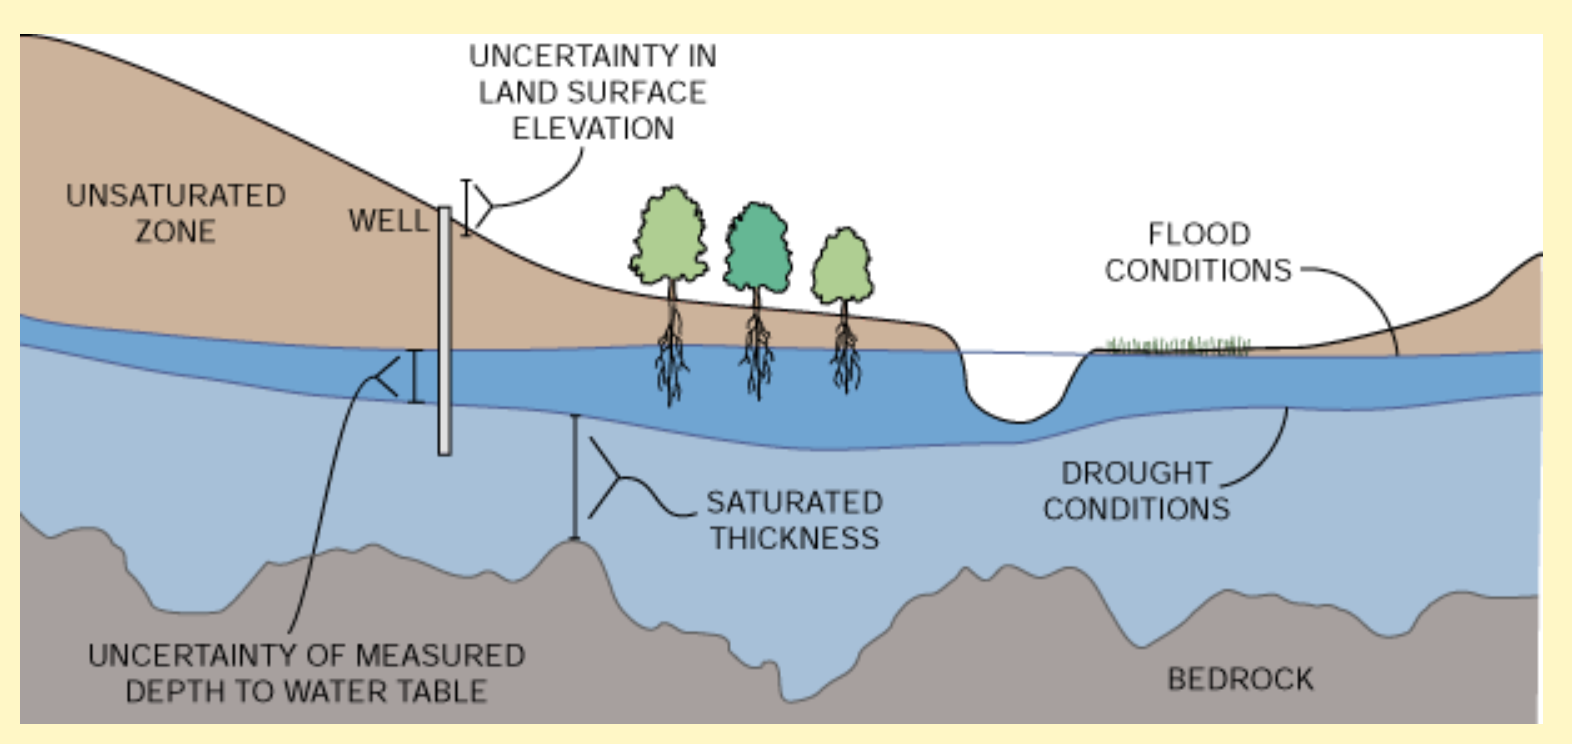 UNCERTAINTY IN
LAND SURFACE
ELEVATION
UNSATURATED
ZONE
WELL
FLOOD
CONDITIONS
DROUGHT
CONDITIONS
SATURATED
THICKNESS
UNCERTAINTY OF MEASURED
DEPTH TO WATER TABLE
BEDROCK